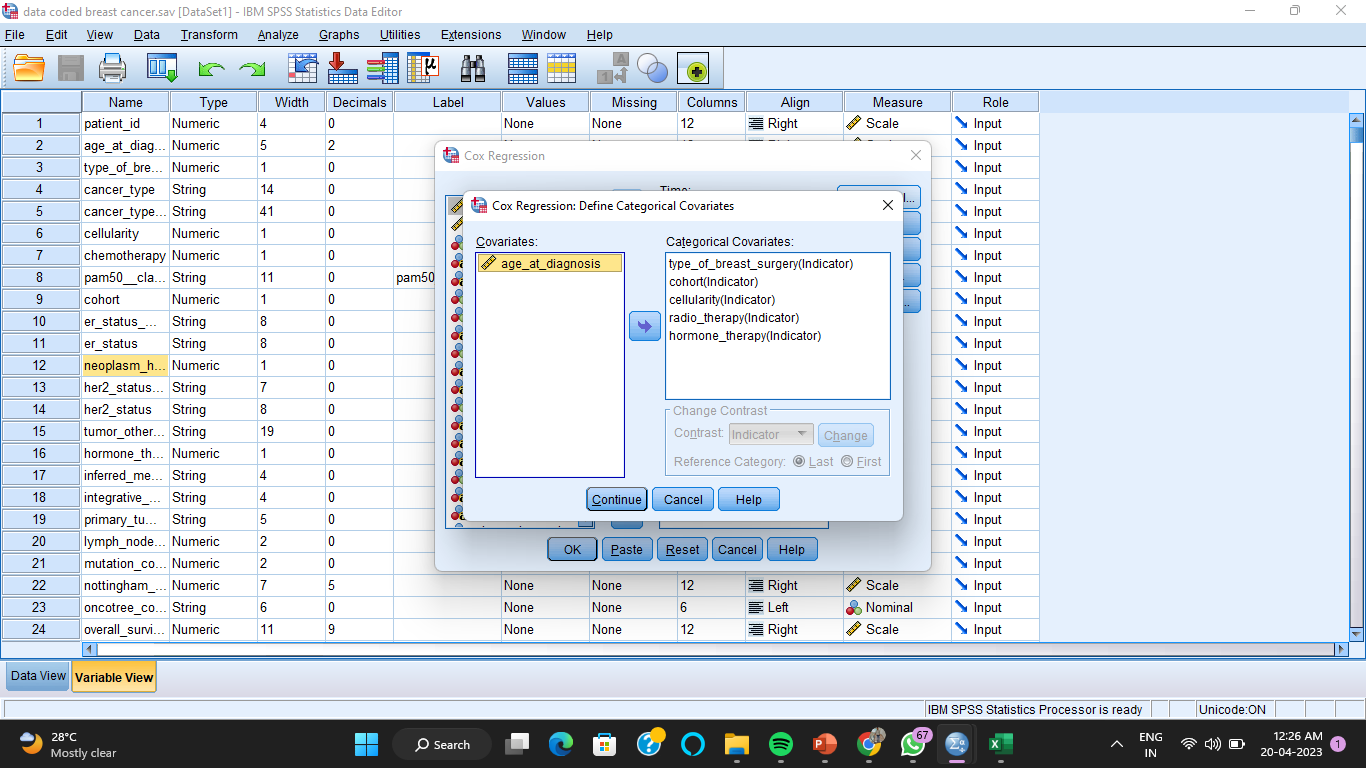 data coded breast cancer.sav [DataSet1] - IBM SPSS Statistics Data Editor
File Edit View Data Transform Analyze Graphs Utilities Extensions Window Help
Name Type Width Decimals Label Values Missing Columns Align Measure Role
1 patient_id Numeric 4 0 None None 12 Right Scale Input
2 age_at_diag... Numeric 5 2 Input
3 type_of_bre... Numeric 1 0 Input
4 cancer_type String 14 0 Input
5 cancer_type... String 41 0 Input
6 cellularity Numeric 1 0 Input
7 chemotherapy Numeric 1 0 Input
8 pam50__cla... String 11 0 pam50 Input
9 cohort Numeric 1 0 Input
10 er_status_... String 8 0 Input
11 er_status String 8 0 Input
12 neoplasm_h... Numeric 1 0 Input
13 her2_status... String 7 0 Input
14 her2_status String 8 0 Input
15 tumor_other... String 19 0 Input
16 hormone_th... Numeric 1 0 Input
17 inferred_me... String 4 0 Input
18 integrative_... String 4 0 Input
19 primary_tu... String 5 0 Input
20 lymph_node... Numeric 2 0 Input
21 mutation_co... Numeric 2 0 Input
22 nottingham_... Numeric 7 5 None None 12 Right Scale Input
23 oncotree_co... String 6 0 None None 6 Left Nominal Input
24 overall_survi... Numeric 11 9 None None 12 Right Scale Input
Cox Regression
Time:
Cox Regression: Define Categorical Covariates
Covariates:
age_at_diagnosis
Categorical Covariates:
type_of_breast_surgery(Indicator)
cohort(Indicator)
cellularity(Indicator)
radio_therapy(Indicator)
hormone_therapy(Indicator)
Change Contrast
Contrast: Indicator Change
Reference Category: Last First
Continue Cancel Help
OK Paste Reset Cancel Help
Data View Variable View
IBM SPSS Statistics Processor is ready Unicode:ON
28°C
Mostly clear
Search
67
ENG
IN
12:26 AM
20-04-2023
1